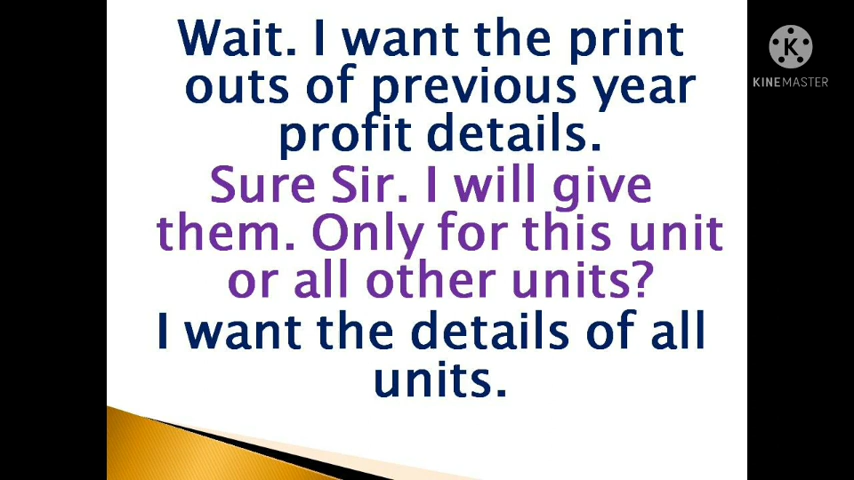 Wait. I want the print
outs of previous year
profit details.
Sure Sir. I will give
them. Only for this unit
or all other units?
I want the details of all
units.
K
KINEMASTER